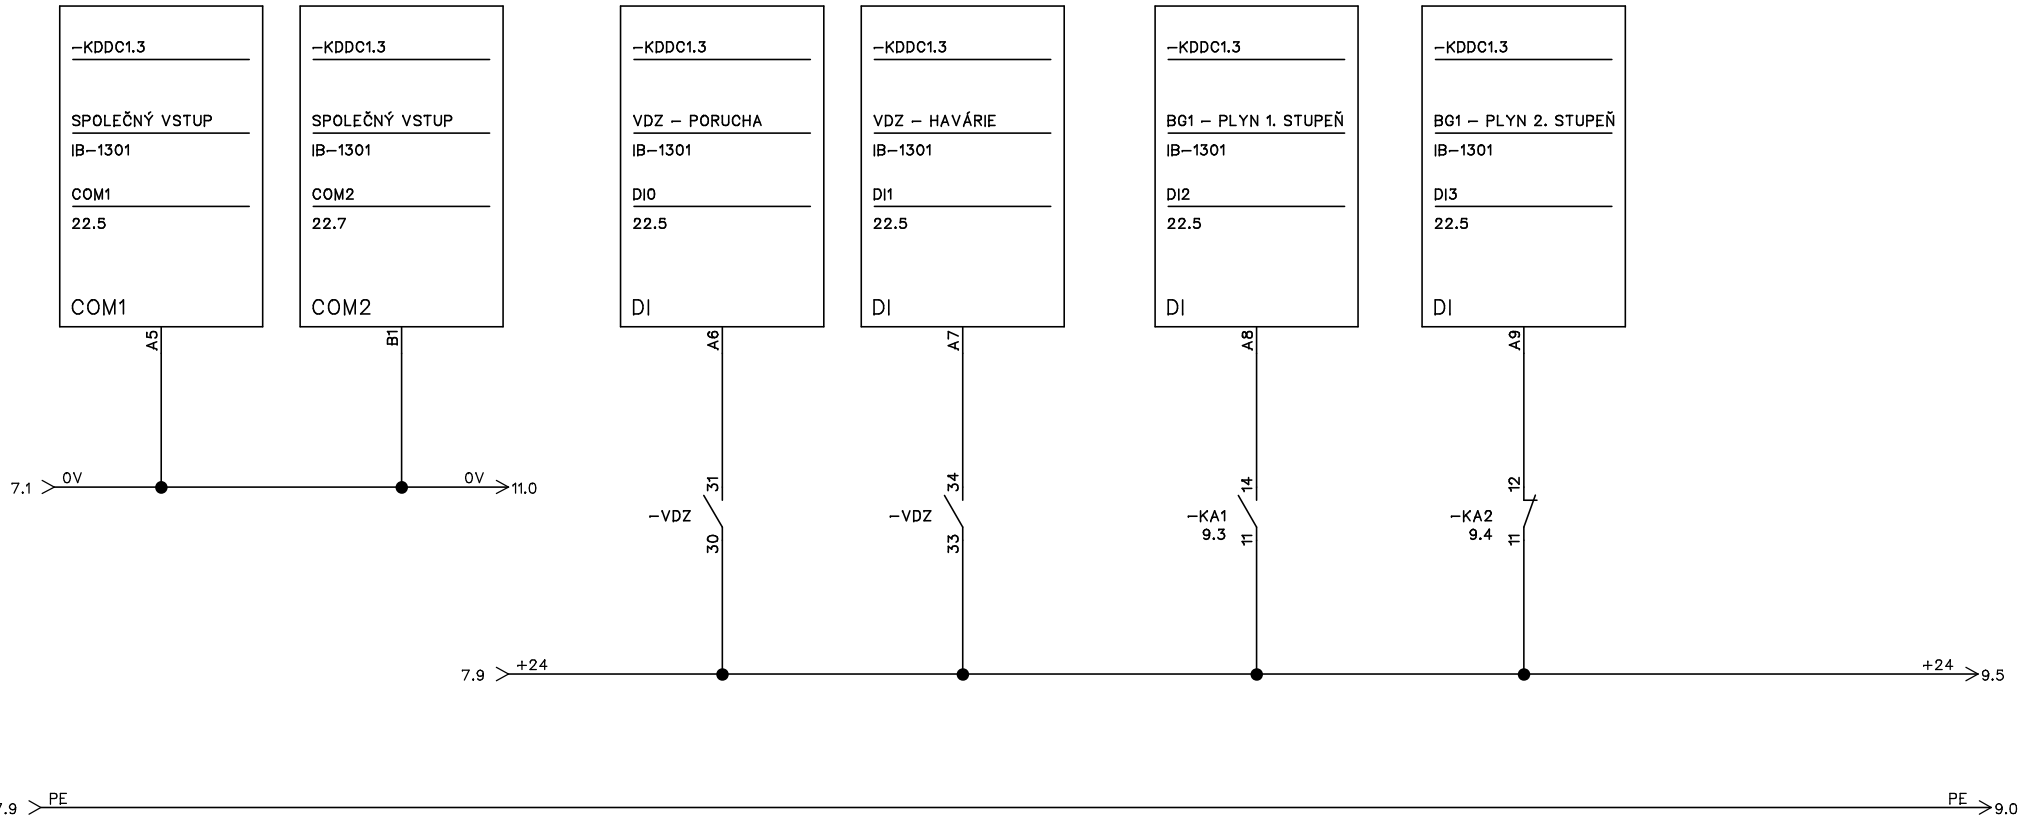 -KDDC1.3
SPOLEČNÝ VSTUP
IB-1301
COM1
22.5
COM1
A5
-KDDC1.3
SPOLEČNÝ VSTUP
IB-1301
COM2
22.7
COM2
B1
-KDDC1.3
VDZ - PORUCHA
IB-1301
DI0
22.5
DI
A6
-KDDC1.3
VDZ - HAVÁRIE
IB-1301
DI1
22.5
DI
A7
-KDDC1.3
BG1 - PLYN 1. STUPEŇ
IB-1301
DI2
22.5
DI
A8
-KDDC1.3
BG1 - PLYN 2. STUPEŇ
IB-1301
DI3
22.5
DI
A9
7.1
0V
0V
11.0
31
-VDZ
30
34
-VDZ
33
14
-KA1
9.3
11
12
-KA2
9.4
11
7.9
+24
+24
9.5
7.9
PE
PE
9.0